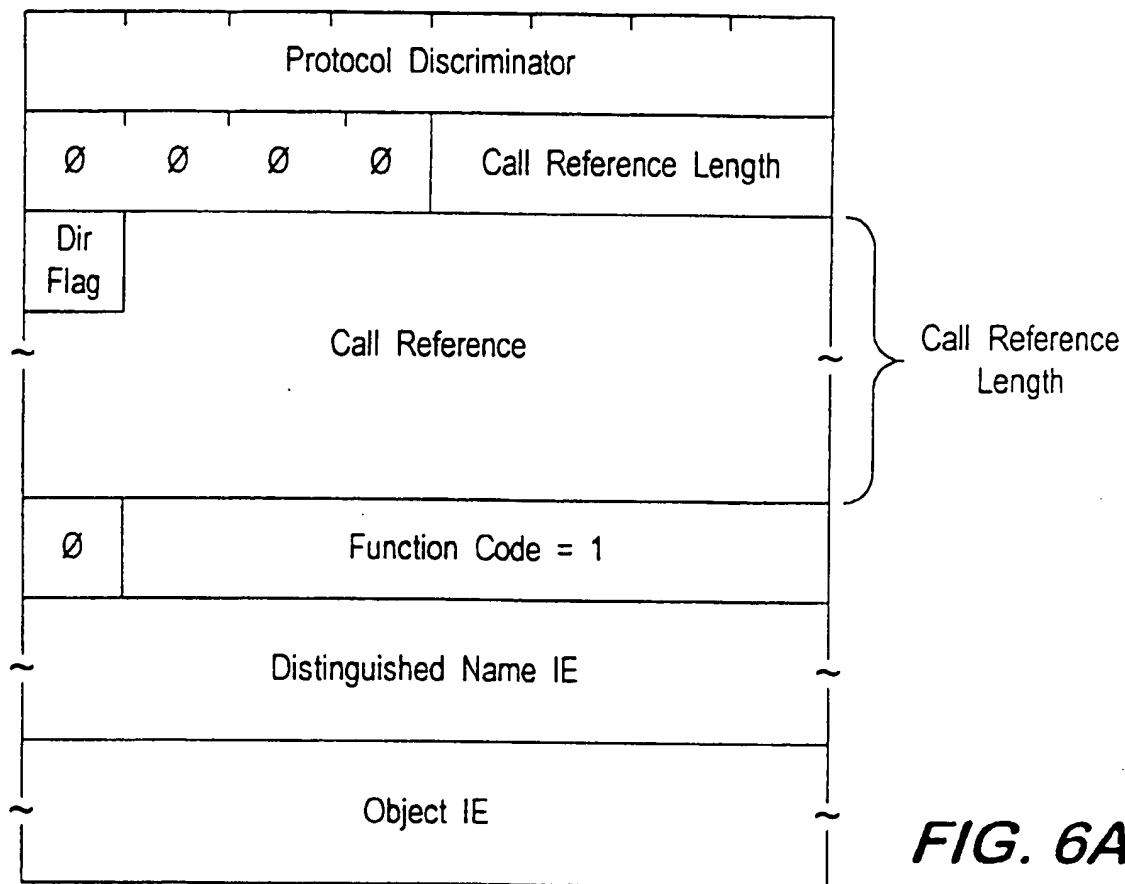 Protocol Discriminator
Ø Ø Ø Ø Call Reference Length
Dir
Flag
Call Reference
Call Reference
Length
Ø Function Code = 1
Distinguished Name IE
Object IE
FIG. 6A